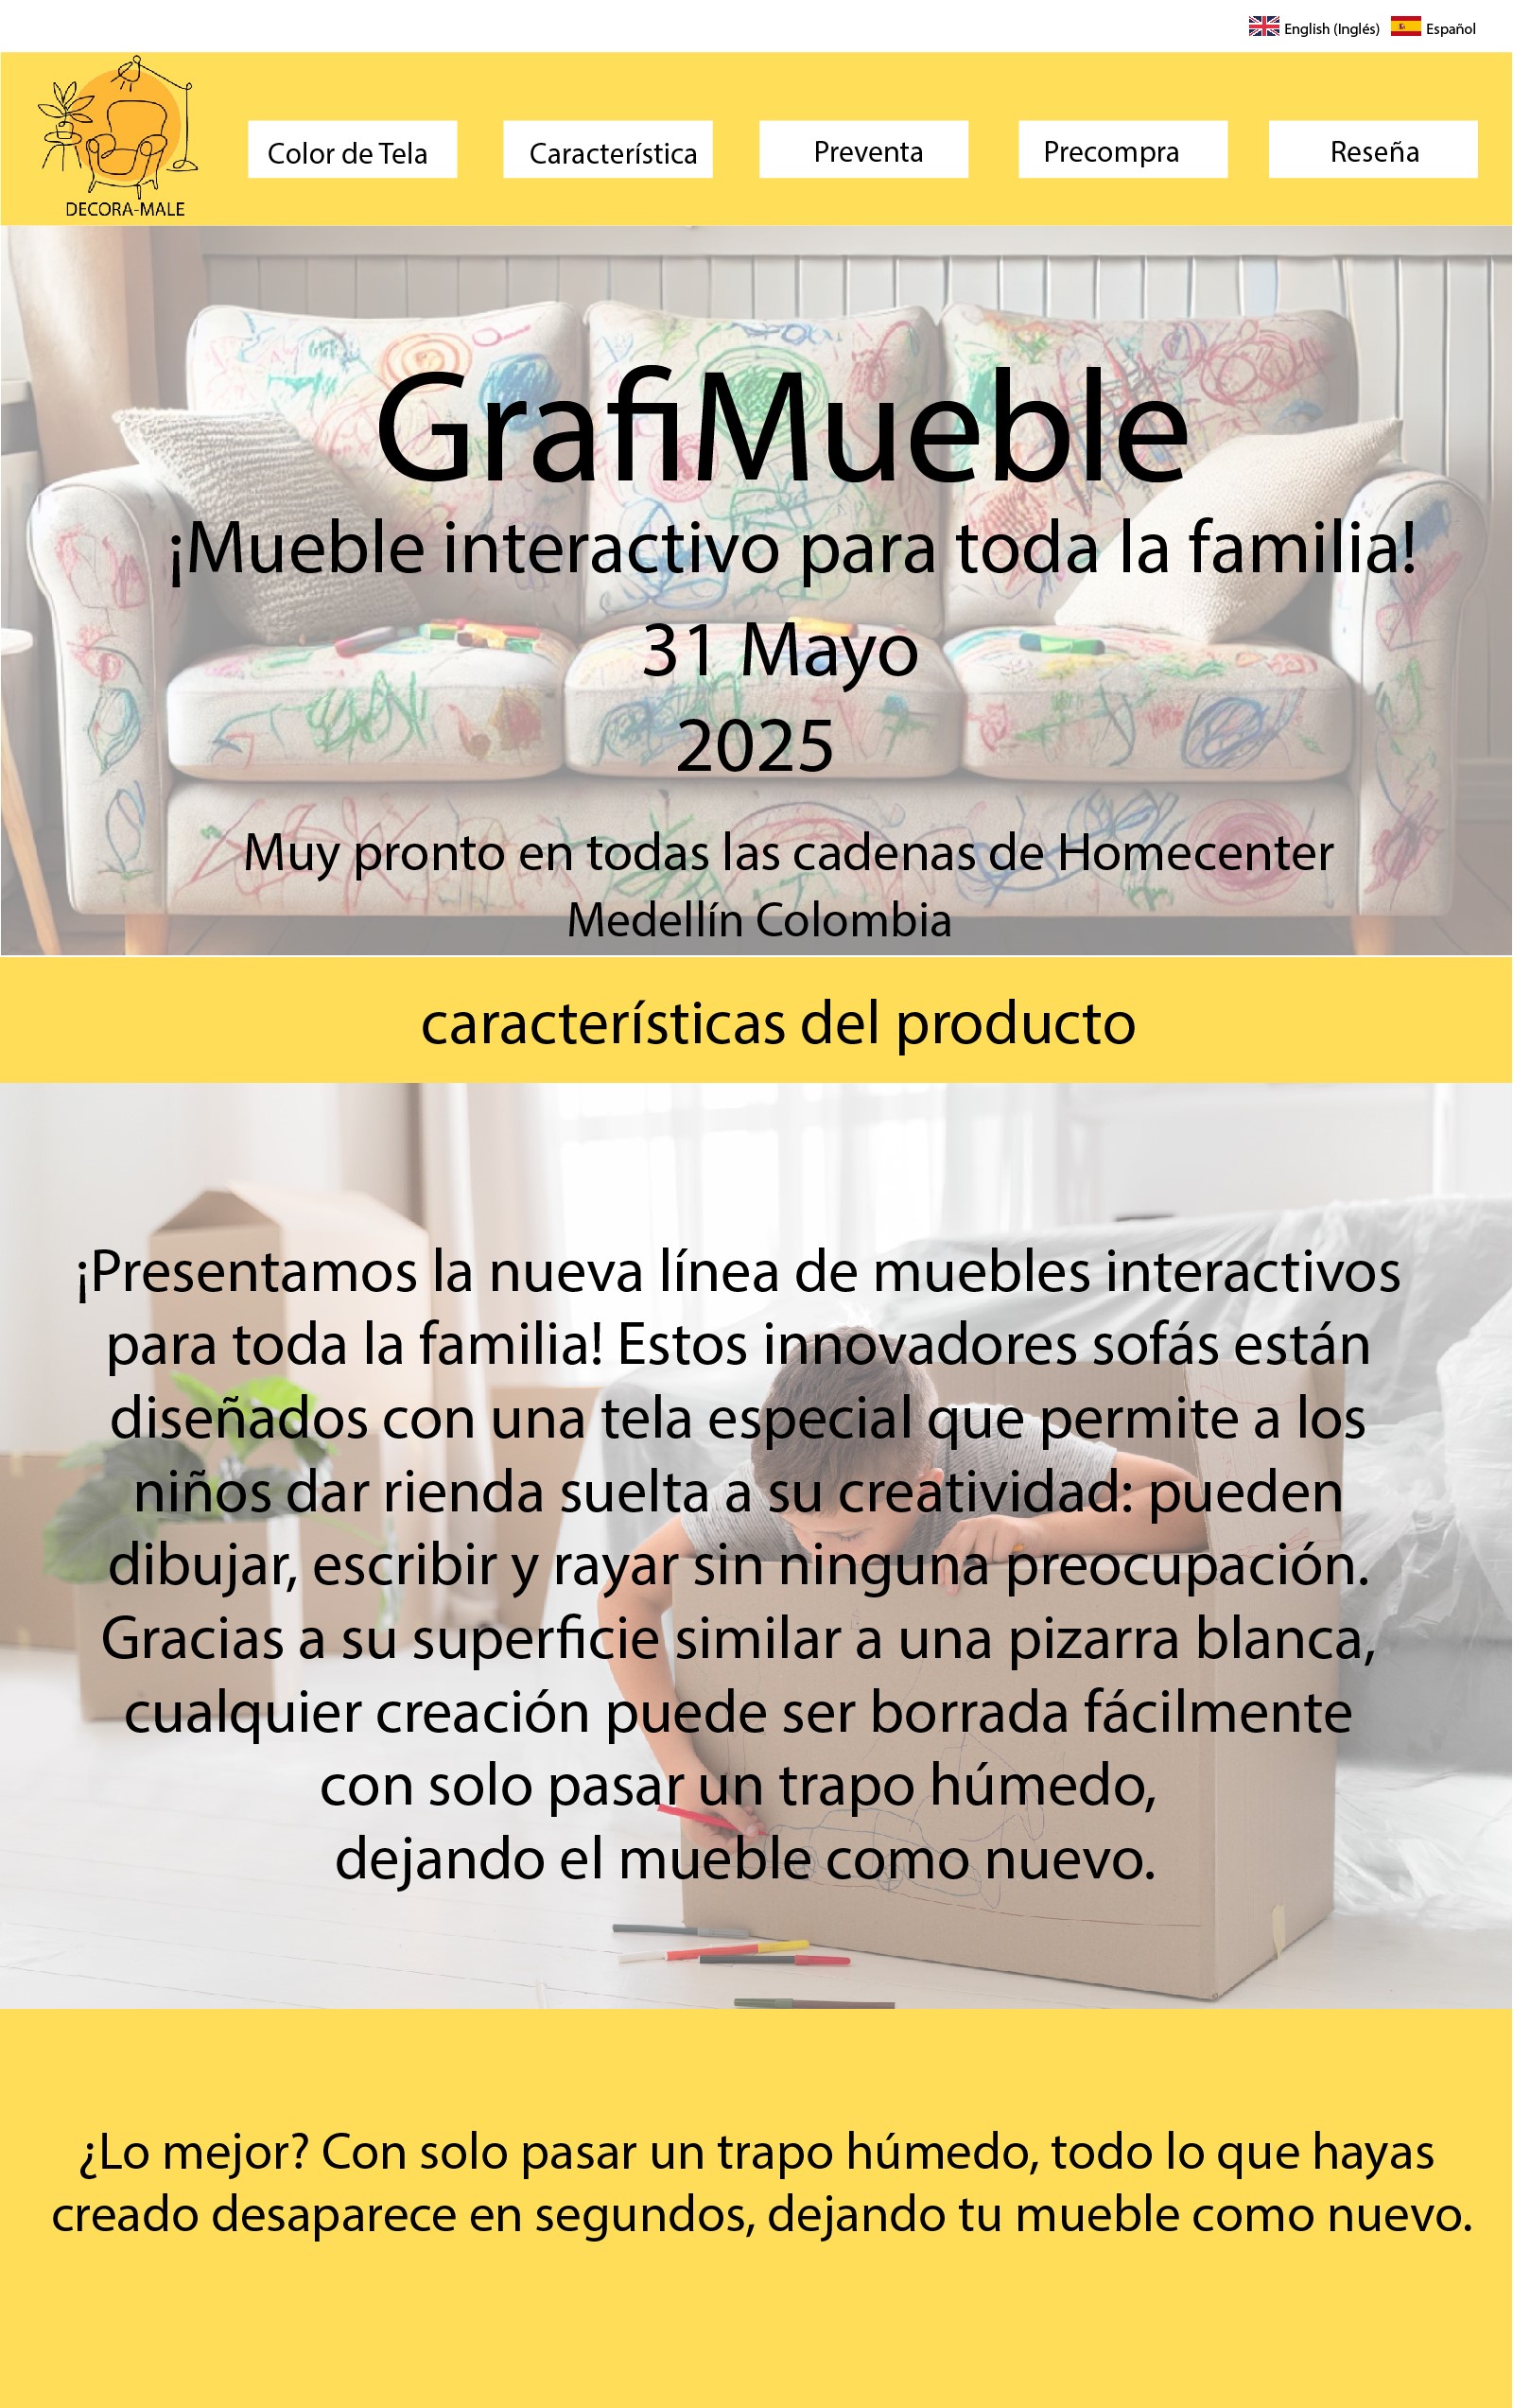 English (Inglés) Español
DECORA-MALE
Color de Tela
Característica
Preventa
Precompra
Reseña
GrafiMueble
¡Mueble interactivo para toda la familia!
31 Mayo
2025
Muy pronto en todas las cadenas de Homecenter
Medellín Colombia
características del producto
¡Presentamos la nueva línea de muebles interactivos
para toda la familia! Estos innovadores sofás están
diseñados con una tela especial que permite a los
niños dar rienda suelta a su creatividad: pueden
dibujar, escribir y rayar sin ninguna preocupación.
Gracias a su superficie similar a una pizarra blanca,
cualquier creación puede ser borrada fácilmente
con solo pasar un trapo húmedo,
dejando el mueble como nuevo.
¿Lo mejor? Con solo pasar un trapo húmedo, todo lo que hayas
creado desaparece en segundos, dejando tu mueble como nuevo.